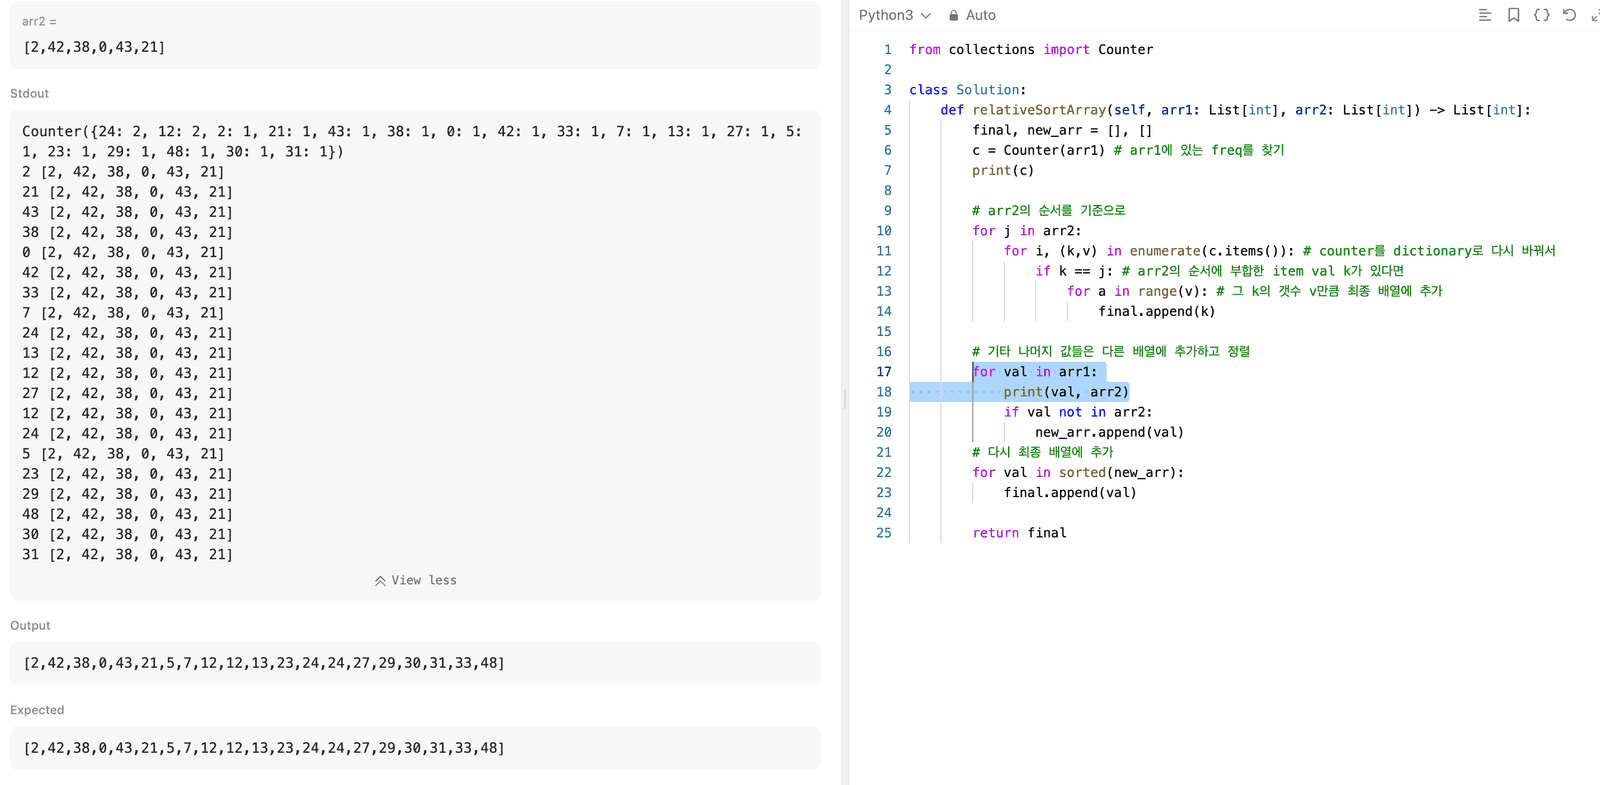 arr2 =
[2,42,38,0,43,21]
Stdout
Counter({24: 2, 12: 2, 2: 1, 21: 1, 43: 1, 38: 1, 0: 1, 42: 1, 33: 1, 7: 1, 13: 1, 27: 1, 5:
1, 23: 1, 29: 1, 48: 1, 30: 1, 31: 1})
2 [2, 42, 38, 0, 43, 21]
21 [2, 42, 38, 0, 43, 21]
43 [2, 42, 38, 0, 43, 21]
38 [2, 42, 38, 0, 43, 21]
0 [2, 42, 38, 0, 43, 21]
42 [2, 42, 38, 0, 43, 21]
33 [2, 42, 38, 0, 43, 21]
7 [2, 42, 38, 0, 43, 21]
24 [2, 42, 38, 0, 43, 21]
13 [2, 42, 38, 0, 43, 21]
12 [2, 42, 38, 0, 43, 21]
27 [2, 42, 38, 0, 43, 21]
12 [2, 42, 38, 0, 43, 21]
24 [2, 42, 38, 0, 43, 21]
5 [2, 42, 38, 0, 43, 21]
23 [2, 42, 38, 0, 43, 21]
29 [2, 42, 38, 0, 43, 21]
48 [2, 42, 38, 0, 43, 21]
30 [2, 42, 38, 0, 43, 21]
31 [2, 42, 38, 0, 43, 21]
View less
Output
[2,42,38,0,43,21,5,7,12,12,13,23,24,24,27,29,30,31,33,48]
Expected
[2,42,38,0,43,21,5,7,12,12,13,23,24,24,27,29,30,31,33,48]
Python3 Auto
1 from collections import Counter
2
3 class Solution:
4 def relativeSortArray(self, arr1: List[int], arr2: List[int]) -> List[int]:
5 final, new_arr = [], []
6 c = Counter(arr1) # arr1에 있는 freq를 찾기
7 print(c)
8
9 # arr2의 순서를 기준으로
10 for j in arr2:
11 for i, (k,v) in enumerate(c.items()): # counter를 dictionary로 다시 바꿔서
12 if k == j: # arr2의 순서에 부합한 item val k가 있다면
13 for a in range(v): # 그 k의 갯수 v만큼 최종 배열에 추가
14 final.append(k)
15
16 # 기타 나머지 값들은 다른 배열에 추가하고 정렬
17 for val in arr1:
18 print(val, arr2)
19 if val not in arr2:
20 new_arr.append(val)
21 # 다시 최종 배열에 추가
22 for val in sorted(new_arr):
23 final.append(val)
24
25 return final